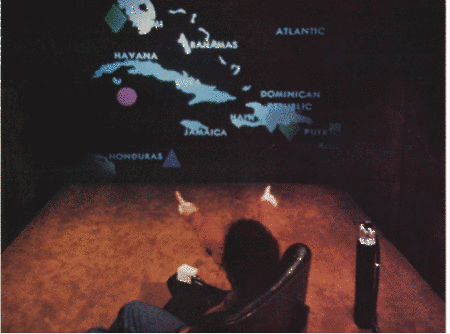 ATLANTIC
BAHAMAS
HAVANA
DOMINICAN
REPUBLIC
HAITI
JAMAICA
HONDURAS